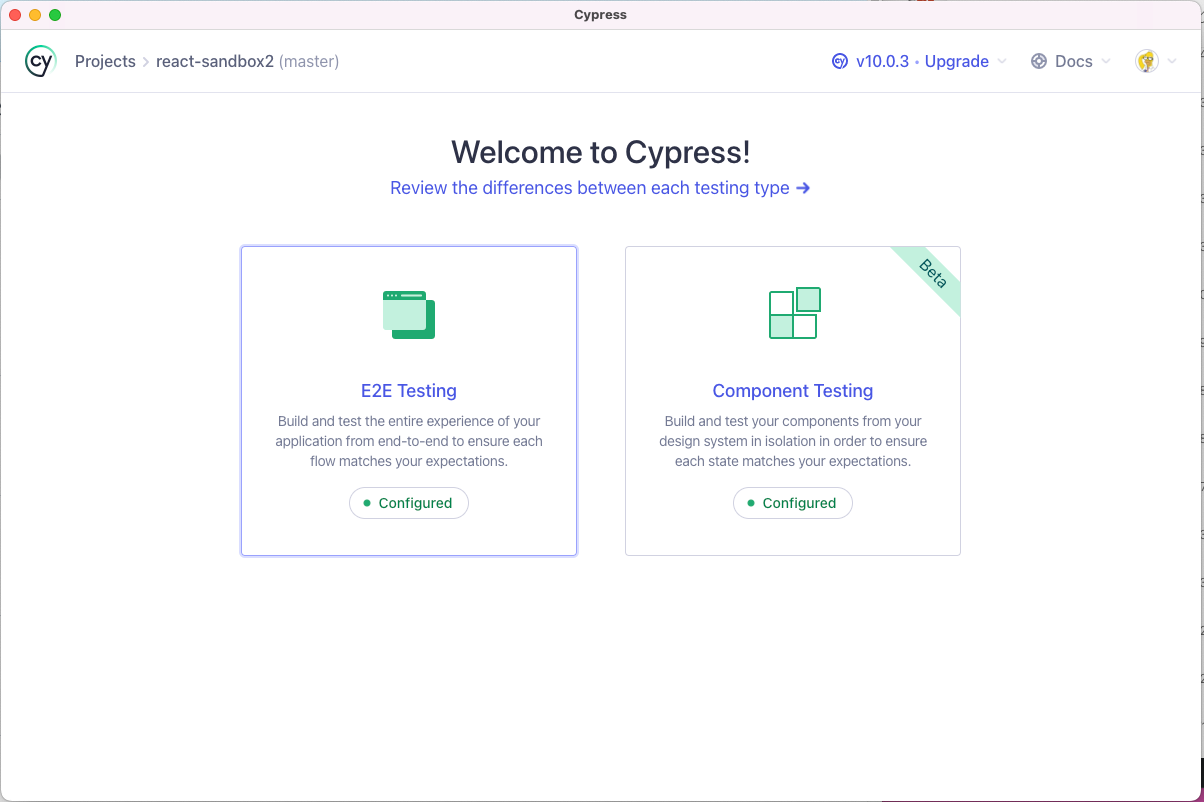 Cypress
cy Projects react-sandbox2 (master) cy v10.0.3 • Upgrade Docs
Welcome to Cypress!
Review the differences between each testing type →
Beta
E2E Testing
Build and test the entire experience of your
application from end-to-end to ensure each
flow matches your expectations.
Configured
Component Testing
Build and test your components from your
design system in isolation in order to ensure
each state matches your expectations.
Configured